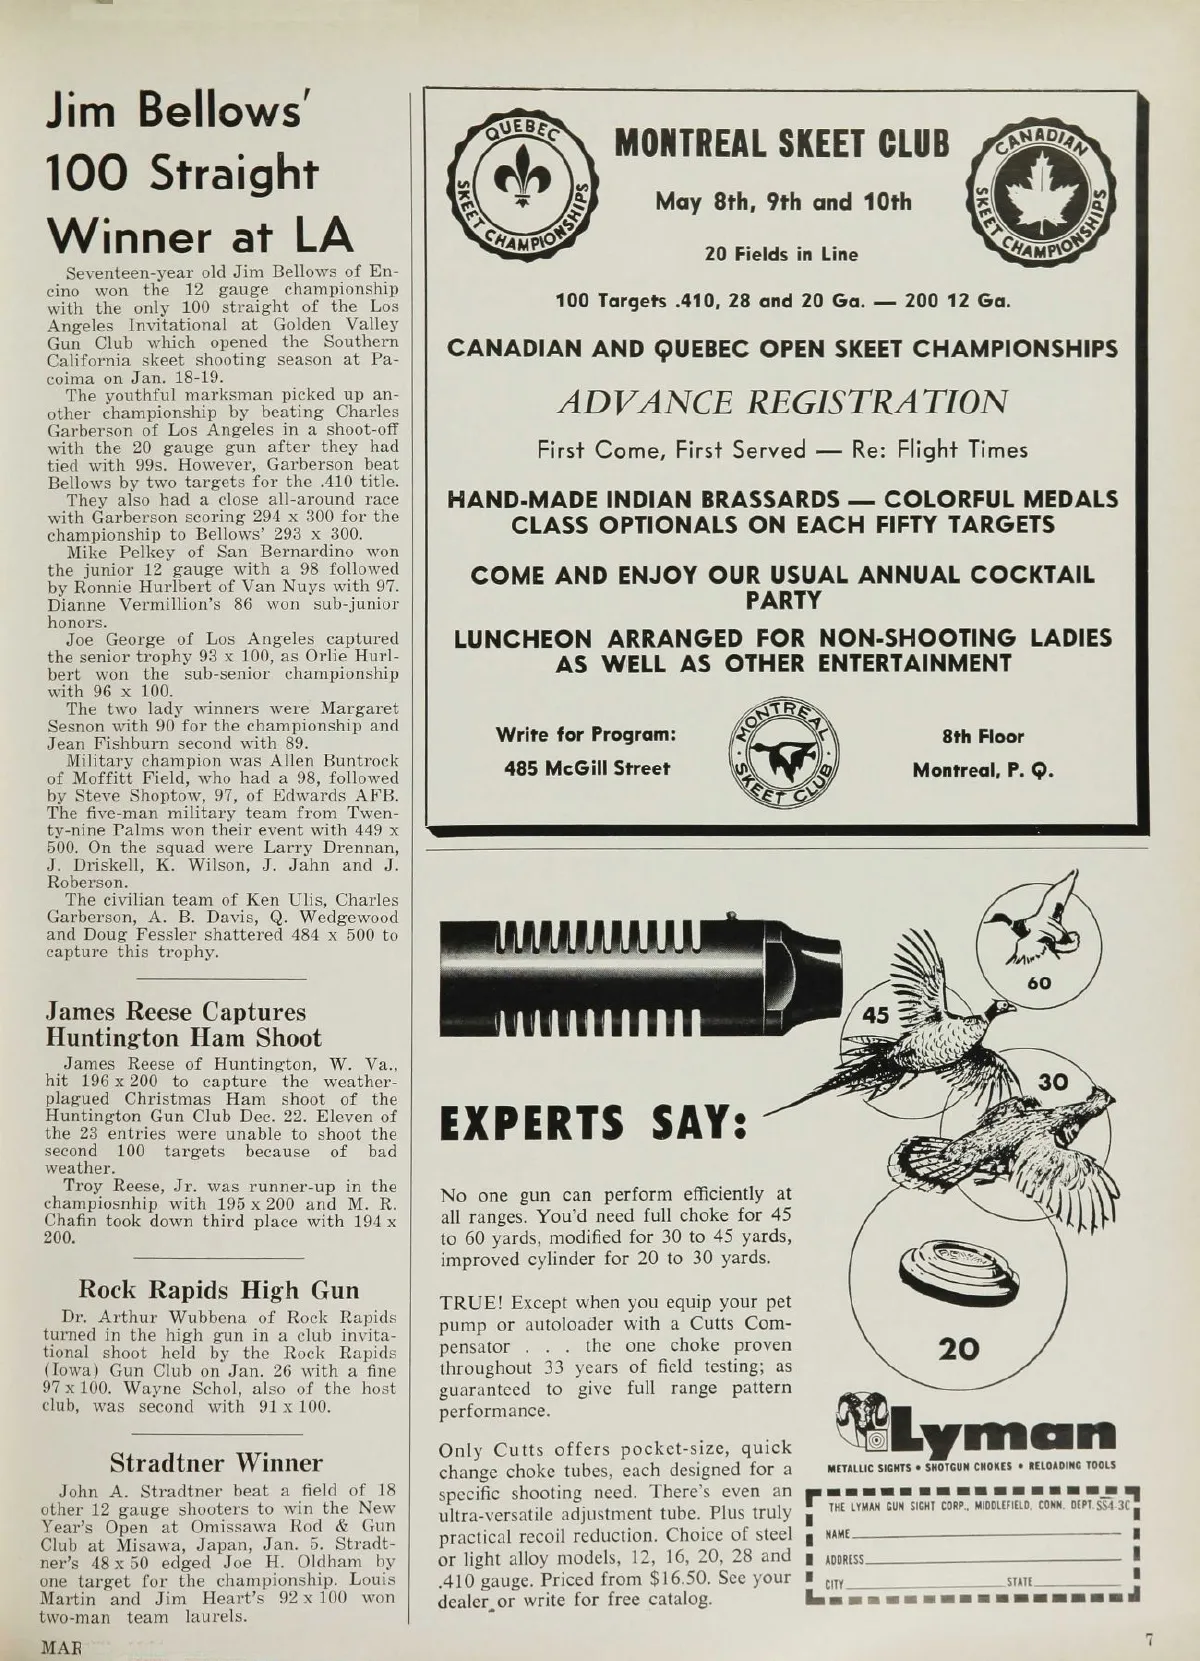 Jim Bellows'
100 Straight
Winner at LA
Seventeen-year old Jim Bellows of En-
cino won the 12 gauge championship
with the only 100 straight of the Los
Angeles Invitational at Golden Valley
Gun Club which opened the Southern
California skeet shooting season at Pa-
coima on Jan. 18-19.
The youthful marksman picked up an-
other championship by beating Charles
Garberson of Los Angeles in a shoot-off
with the 20 gauge gun after they had
tied with 99s. However, Garberson beat
Bellows by two targets for the .410 title.
They also had a close all-around race
with Garberson scoring 294 x 300 for the
championship to Bellows' 293 x 300.
Mike Pelkey of San Bernardino won
the junior 12 gauge with a 98 followed
by Ronnie Hurlbert of Van Nuys with 97.
Dianne Vermillion's 86 won sub-junior
honors.
Joe George of Los Angeles captured
the senior trophy 93 x 100, as Orlie Hurl-
bert won the sub-senior championship
with 96 x 100.
The two lady winners were Margaret
Sesnon with 90 for the championship and
Jean Fishburn second with 89.
Military champion was Allen Buntrock
of Moffitt Field, who had a 98, followed
by Steve Shoptow, 97, of Edwards AFB.
The five-man military team from Twen-
ty-nine Palms won their event with 449 x
500. On the squad were Larry Drennan,
J. Driskell, K. Wilson, J. Jahn and J.
Roberson.
The civilian team of Ken Ulis, Charles
Garberson, A. B. Davis, Q. Wedgewood
and Doug Fessler shattered 484 x 500 to
capture this trophy.
James Reese Captures
Huntington Ham Shoot
James Reese of Huntington, W. Va.,
hit 196 x 200 to capture the weather-
plagued Christmas Ham shoot of the
Huntington Gun Club Dec. 22. Eleven of
the 23 entries were unable to shoot the
second 100 targets because of bad
weather.
Troy Reese, Jr. was runner-up in the
champiosnhip with 195 x 200 and M. R.
Chafin took down third place with 194 x
200.
Rock Rapids High Gun
Dr. Arthur Wubbena of Rock Rapids
turned in the high gun in a club invita-
tional shoot held by the Rock Rapids
(Iowa) Gun Club on Jan. 26 with a fine
97 x 100. Wayne Schol, also of the host
club, was second with 91 x 100.
Stradtner Winner
John A. Stradtner beat a field of 18
other 12 gauge shooters to win the New
Year's Open at Omissawa Rod & Gun
Club at Misawa, Japan, Jan. 5. Stradt-
ner's 48 x 50 edged Joe H. Oldham by
one target for the championship. Louis
Martin and Jim Heart's 92 x 100 won
two-man team laurels.
QUEBEC
SKEET CHAMPIONSHIPS
MONTREAL SKEET CLUB
CANADIAN
SKEET CHAMPIONSHIPS
May 8th, 9th and 10th
20 Fields in Line
100 Targets .410, 28 and 20 Ga. — 200 12 Ga.
CANADIAN AND QUEBEC OPEN SKEET CHAMPIONSHIPS
ADVANCE REGISTRATION
First Come, First Served — Re: Flight Times
HAND-MADE INDIAN BRASSARDS — COLORFUL MEDALS
CLASS OPTIONALS ON EACH FIFTY TARGETS
COME AND ENJOY OUR USUAL ANNUAL COCKTAIL
PARTY
LUNCHEON ARRANGED FOR NON-SHOOTING LADIES
AS WELL AS OTHER ENTERTAINMENT
Write for Program:
485 McGill Street
MONTREAL
SKEET CLUB
8th Floor
Montreal, P. Q.
60
45
30
20
EXPERTS SAY:
No one gun can perform efficiently at
all ranges. You'd need full choke for 45
to 60 yards, modified for 30 to 45 yards,
improved cylinder for 20 to 30 yards.
TRUE! Except when you equip your pet
pump or autoloader with a Cutts Com-
pensator . . . the one choke proven
throughout 33 years of field testing; as
guaranteed to give full range pattern
performance.
Only Cutts offers pocket-size, quick
change choke tubes, each designed for a
specific shooting need. There's even an
ultra-versatile adjustment tube. Plus truly
practical recoil reduction. Choice of steel
or light alloy models, 12, 16, 20, 28 and
.410 gauge. Priced from $16.50. See your
dealer or write for free catalog.
Lyman
METALLIC SIGHTS • SHOTGUN CHOKES • RELOADING TOOLS
THE LYMAN GUN SIGHT CORP., MIDDLEFIELD, CONN. DEPT. SS4-3C
NAME
ADDRESS
CITY STATE
MAR
7